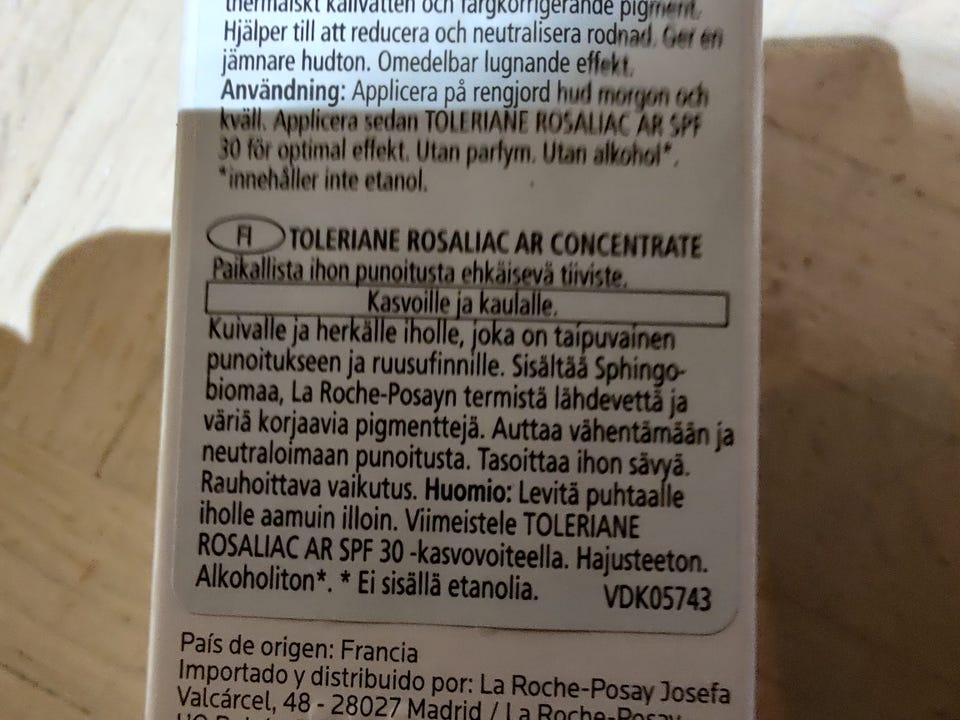 thermalskt källvatten och färgkorrigerande pigment.
Hjälper till att reducera och neutralisera rodnad. Ger en
jämnare hudton. Omedelbar lugnande effekt.
Användning: Applicera på rengjord hud morgon och
kväll. Applicera sedan TOLERIANE ROSALIAC AR SPF
30 för optimal effekt. Utan parfym. Utan alkohol*.
*innehåller inte etanol.
FI TOLERIANE ROSALIAC AR CONCENTRATE
Paikallista ihon punoitusta ehkäisevä tiiviste.
Kasvoille ja kaulalle.
Kuivalle ja herkälle iholle, joka on taipuvainen
punoitukseen ja ruusufinnille. Sisältää Sphingo-
biomaa, La Roche-Posayn termistä lähdevettä ja
väriä korjaavia pigmenttejä. Auttaa vähentämään ja
neutraloimaan punoitusta. Tasoittaa ihon sävyä.
Rauhoittava vaikutus. Huomio: Levitä puhtaalle
iholle aamuin illoin. Viimeistele TOLERIANE
ROSALIAC AR SPF 30 -kasvovoiteella. Hajusteeton.
Alkoholiton*. * Ei sisällä etanolia. VDK05743
País de origen: Francia
Importado y distribuido por: La Roche-Posay Josefa
Valcárcel, 48 - 28027 Madrid / La Roche-Posay